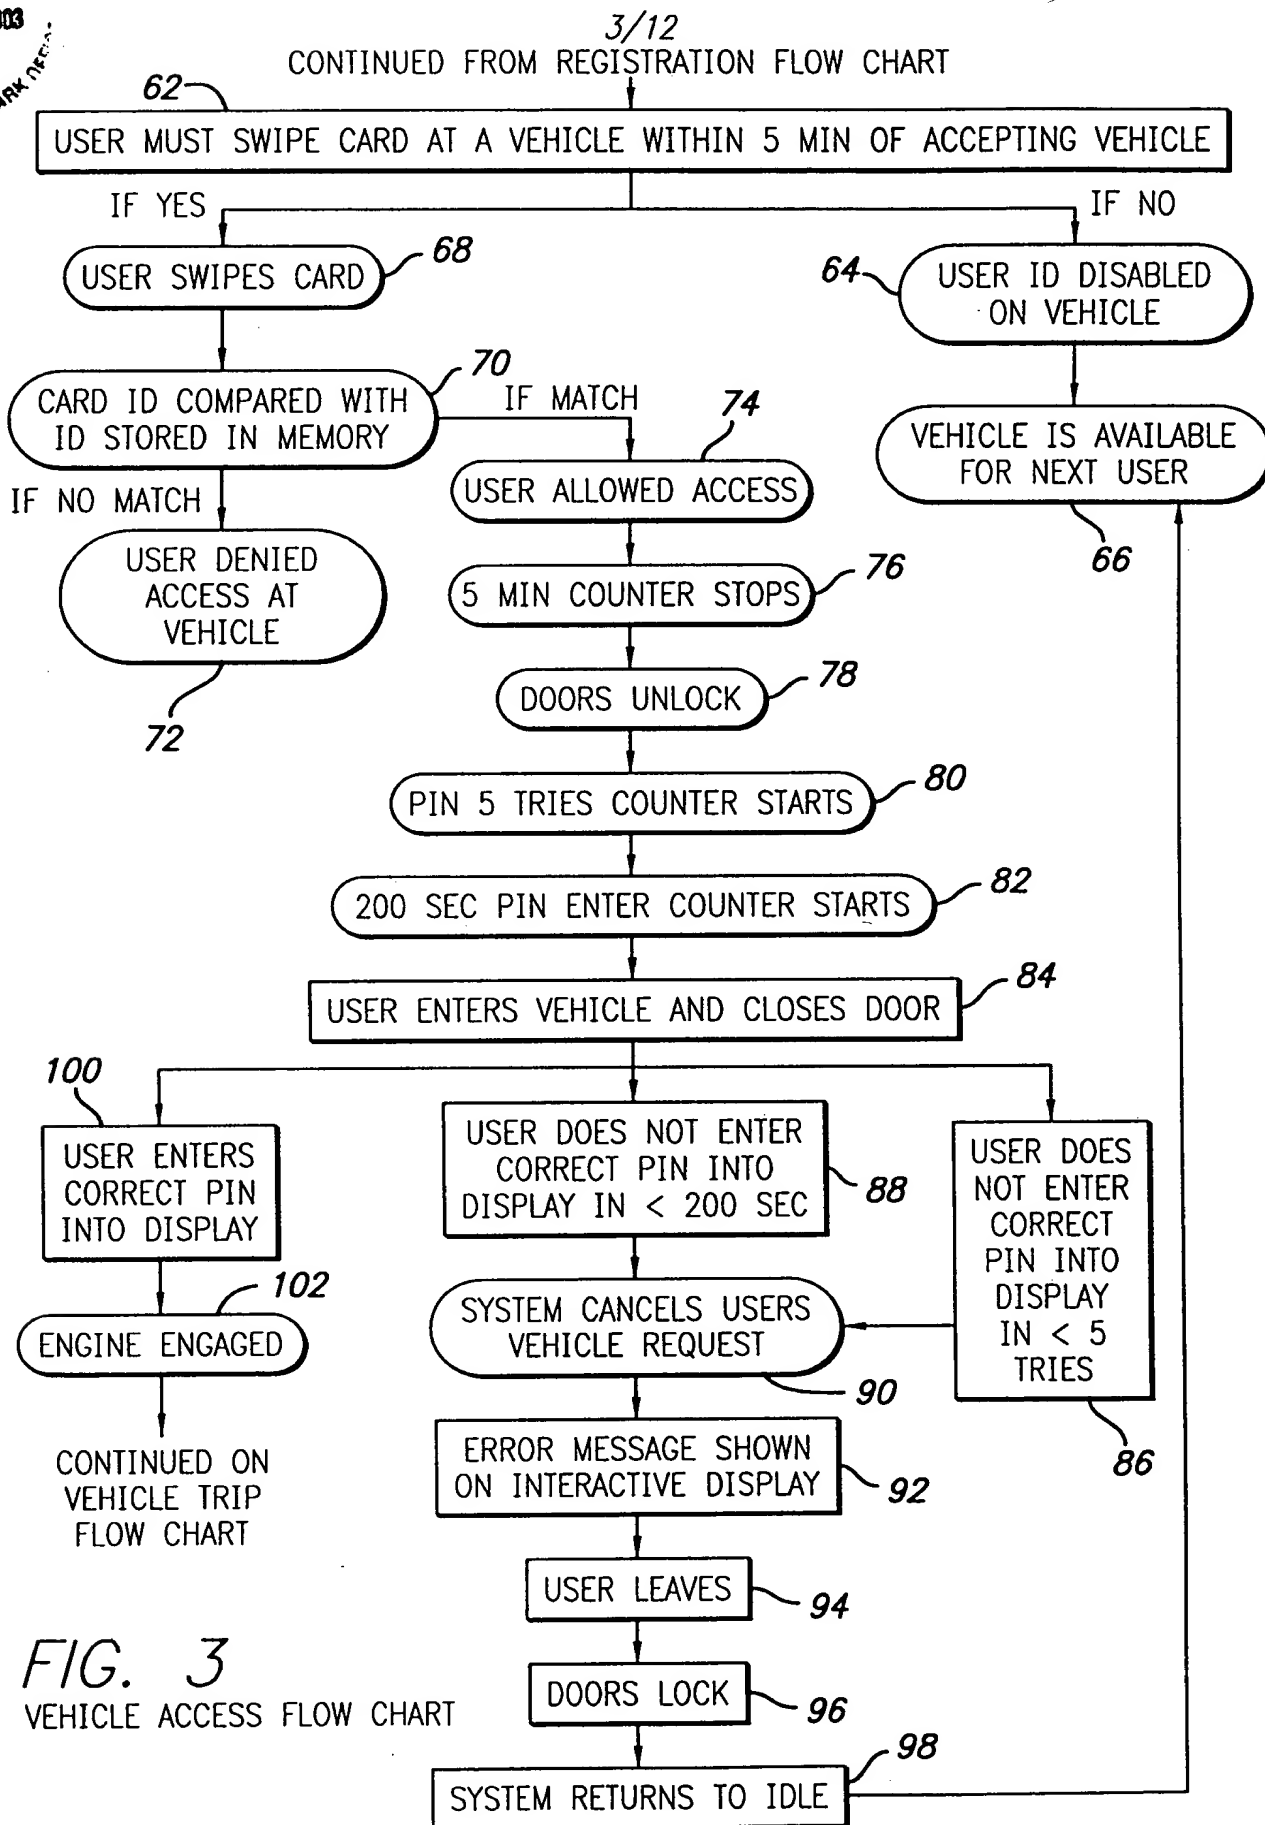 3/12
CONTINUED FROM REGISTRATION FLOW CHART
62
USER MUST SWIPE CARD AT A VEHICLE WITHIN 5 MIN OF ACCEPTING VEHICLE
IF YES
IF NO
USER SWIPES CARD
68
64
USER ID DISABLED
ON VEHICLE
CARD ID COMPARED WITH
ID STORED IN MEMORY
70
IF MATCH
74
USER ALLOWED ACCESS
VEHICLE IS AVAILABLE
FOR NEXT USER
66
IF NO MATCH
USER DENIED
ACCESS AT
VEHICLE
72
5 MIN COUNTER STOPS
76
DOORS UNLOCK
78
PIN 5 TRIES COUNTER STARTS
80
200 SEC PIN ENTER COUNTER STARTS
82
USER ENTERS VEHICLE AND CLOSES DOOR
84
100
USER ENTERS
CORRECT PIN
INTO DISPLAY
USER DOES NOT ENTER
CORRECT PIN INTO
DISPLAY IN < 200 SEC
88
USER DOES
NOT ENTER
CORRECT
PIN INTO
DISPLAY
IN < 5
TRIES
86
102
ENGINE ENGAGED
SYSTEM CANCELS USERS
VEHICLE REQUEST
90
CONTINUED ON
VEHICLE TRIP
FLOW CHART
ERROR MESSAGE SHOWN
ON INTERACTIVE DISPLAY
92
USER LEAVES
94
DOORS LOCK
96
SYSTEM RETURNS TO IDLE
98
FIG. 3
VEHICLE ACCESS FLOW CHART